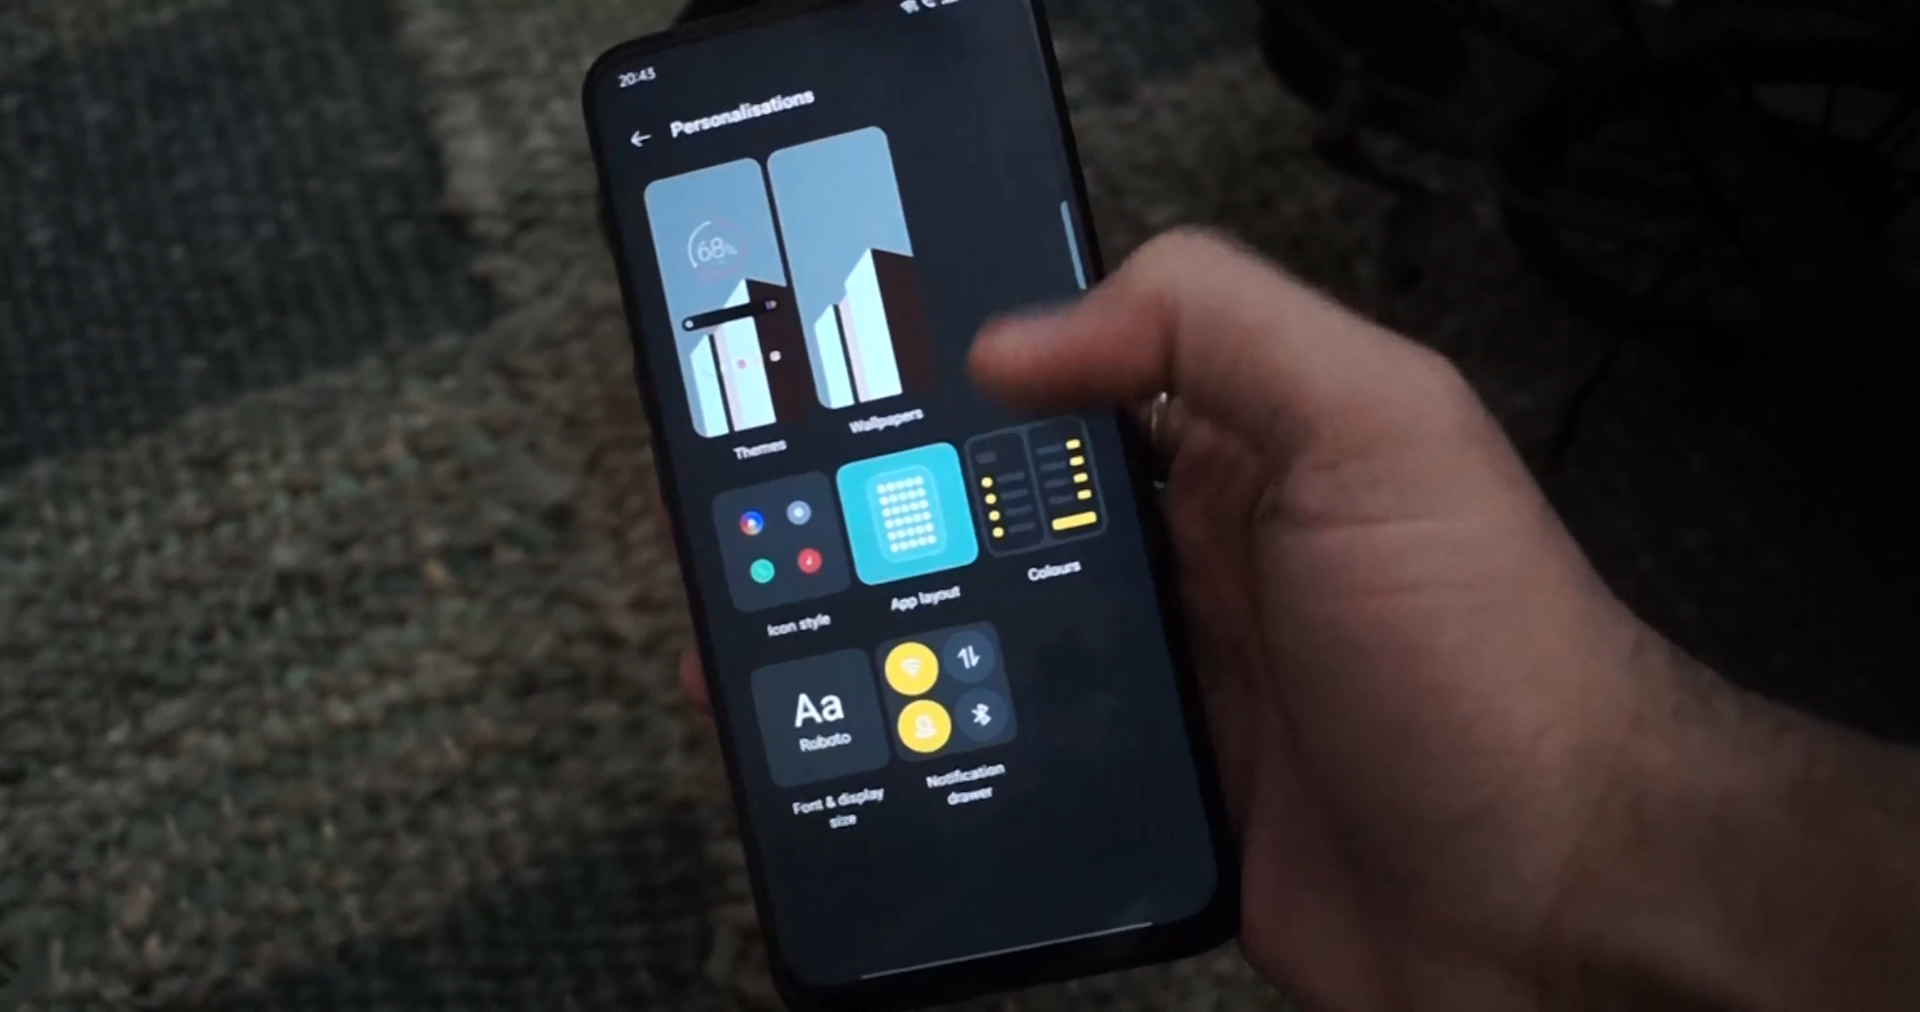 20:43
Personalisations
68%
Themes
Wallpapers
Icon style
App layout
Colours
Aa
Roboto
Font & display
size
Notification
drawer